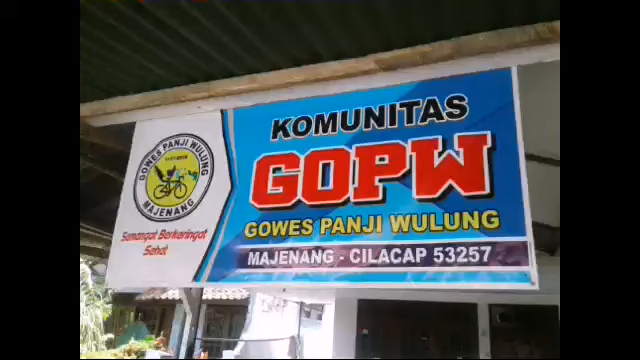 KOMUNITAS
GOPW
GOWES PANJI WULUNG
MAJENANG - CILACAP 53257
GOWES PANJI WULUNG
MAJENANG
Semangat Berkeringat
Sehat